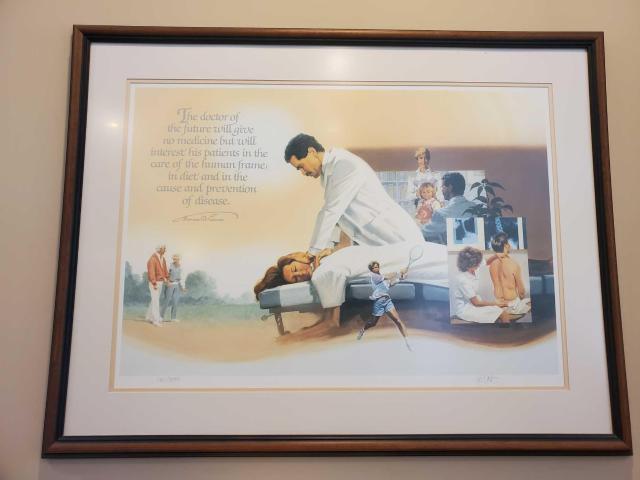 The doctor of
the future will give
no medicine but will
interest his patients in the
care of the human frame,
in diet and in the
cause and prevention
of disease.